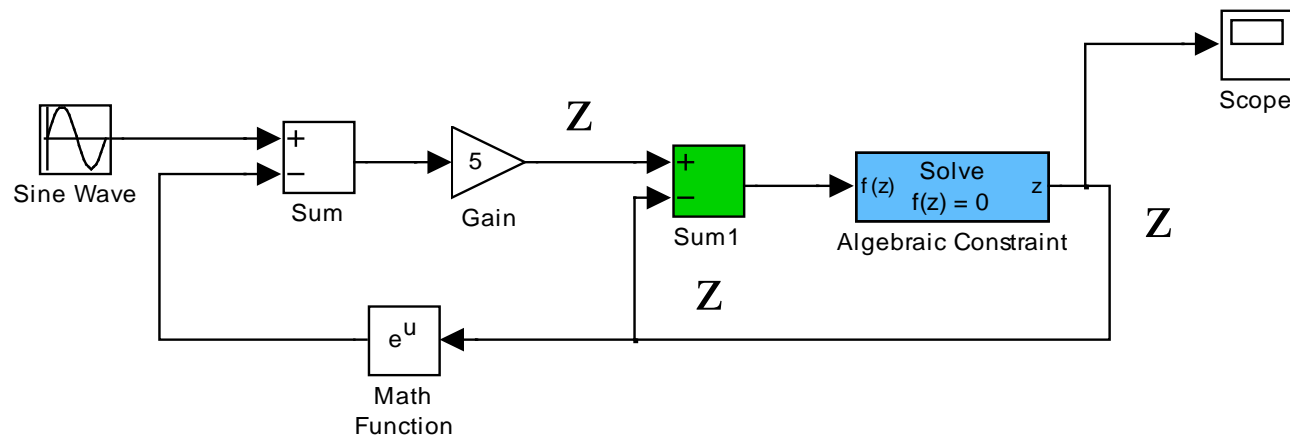 Scope
Z
+
−
Sine Wave
Sum
5
Gain
+
−
Sum1
f(z)
Solve
f(z) = 0
z
Algebraic Constraint
Z
Z
e^u
Math
Function